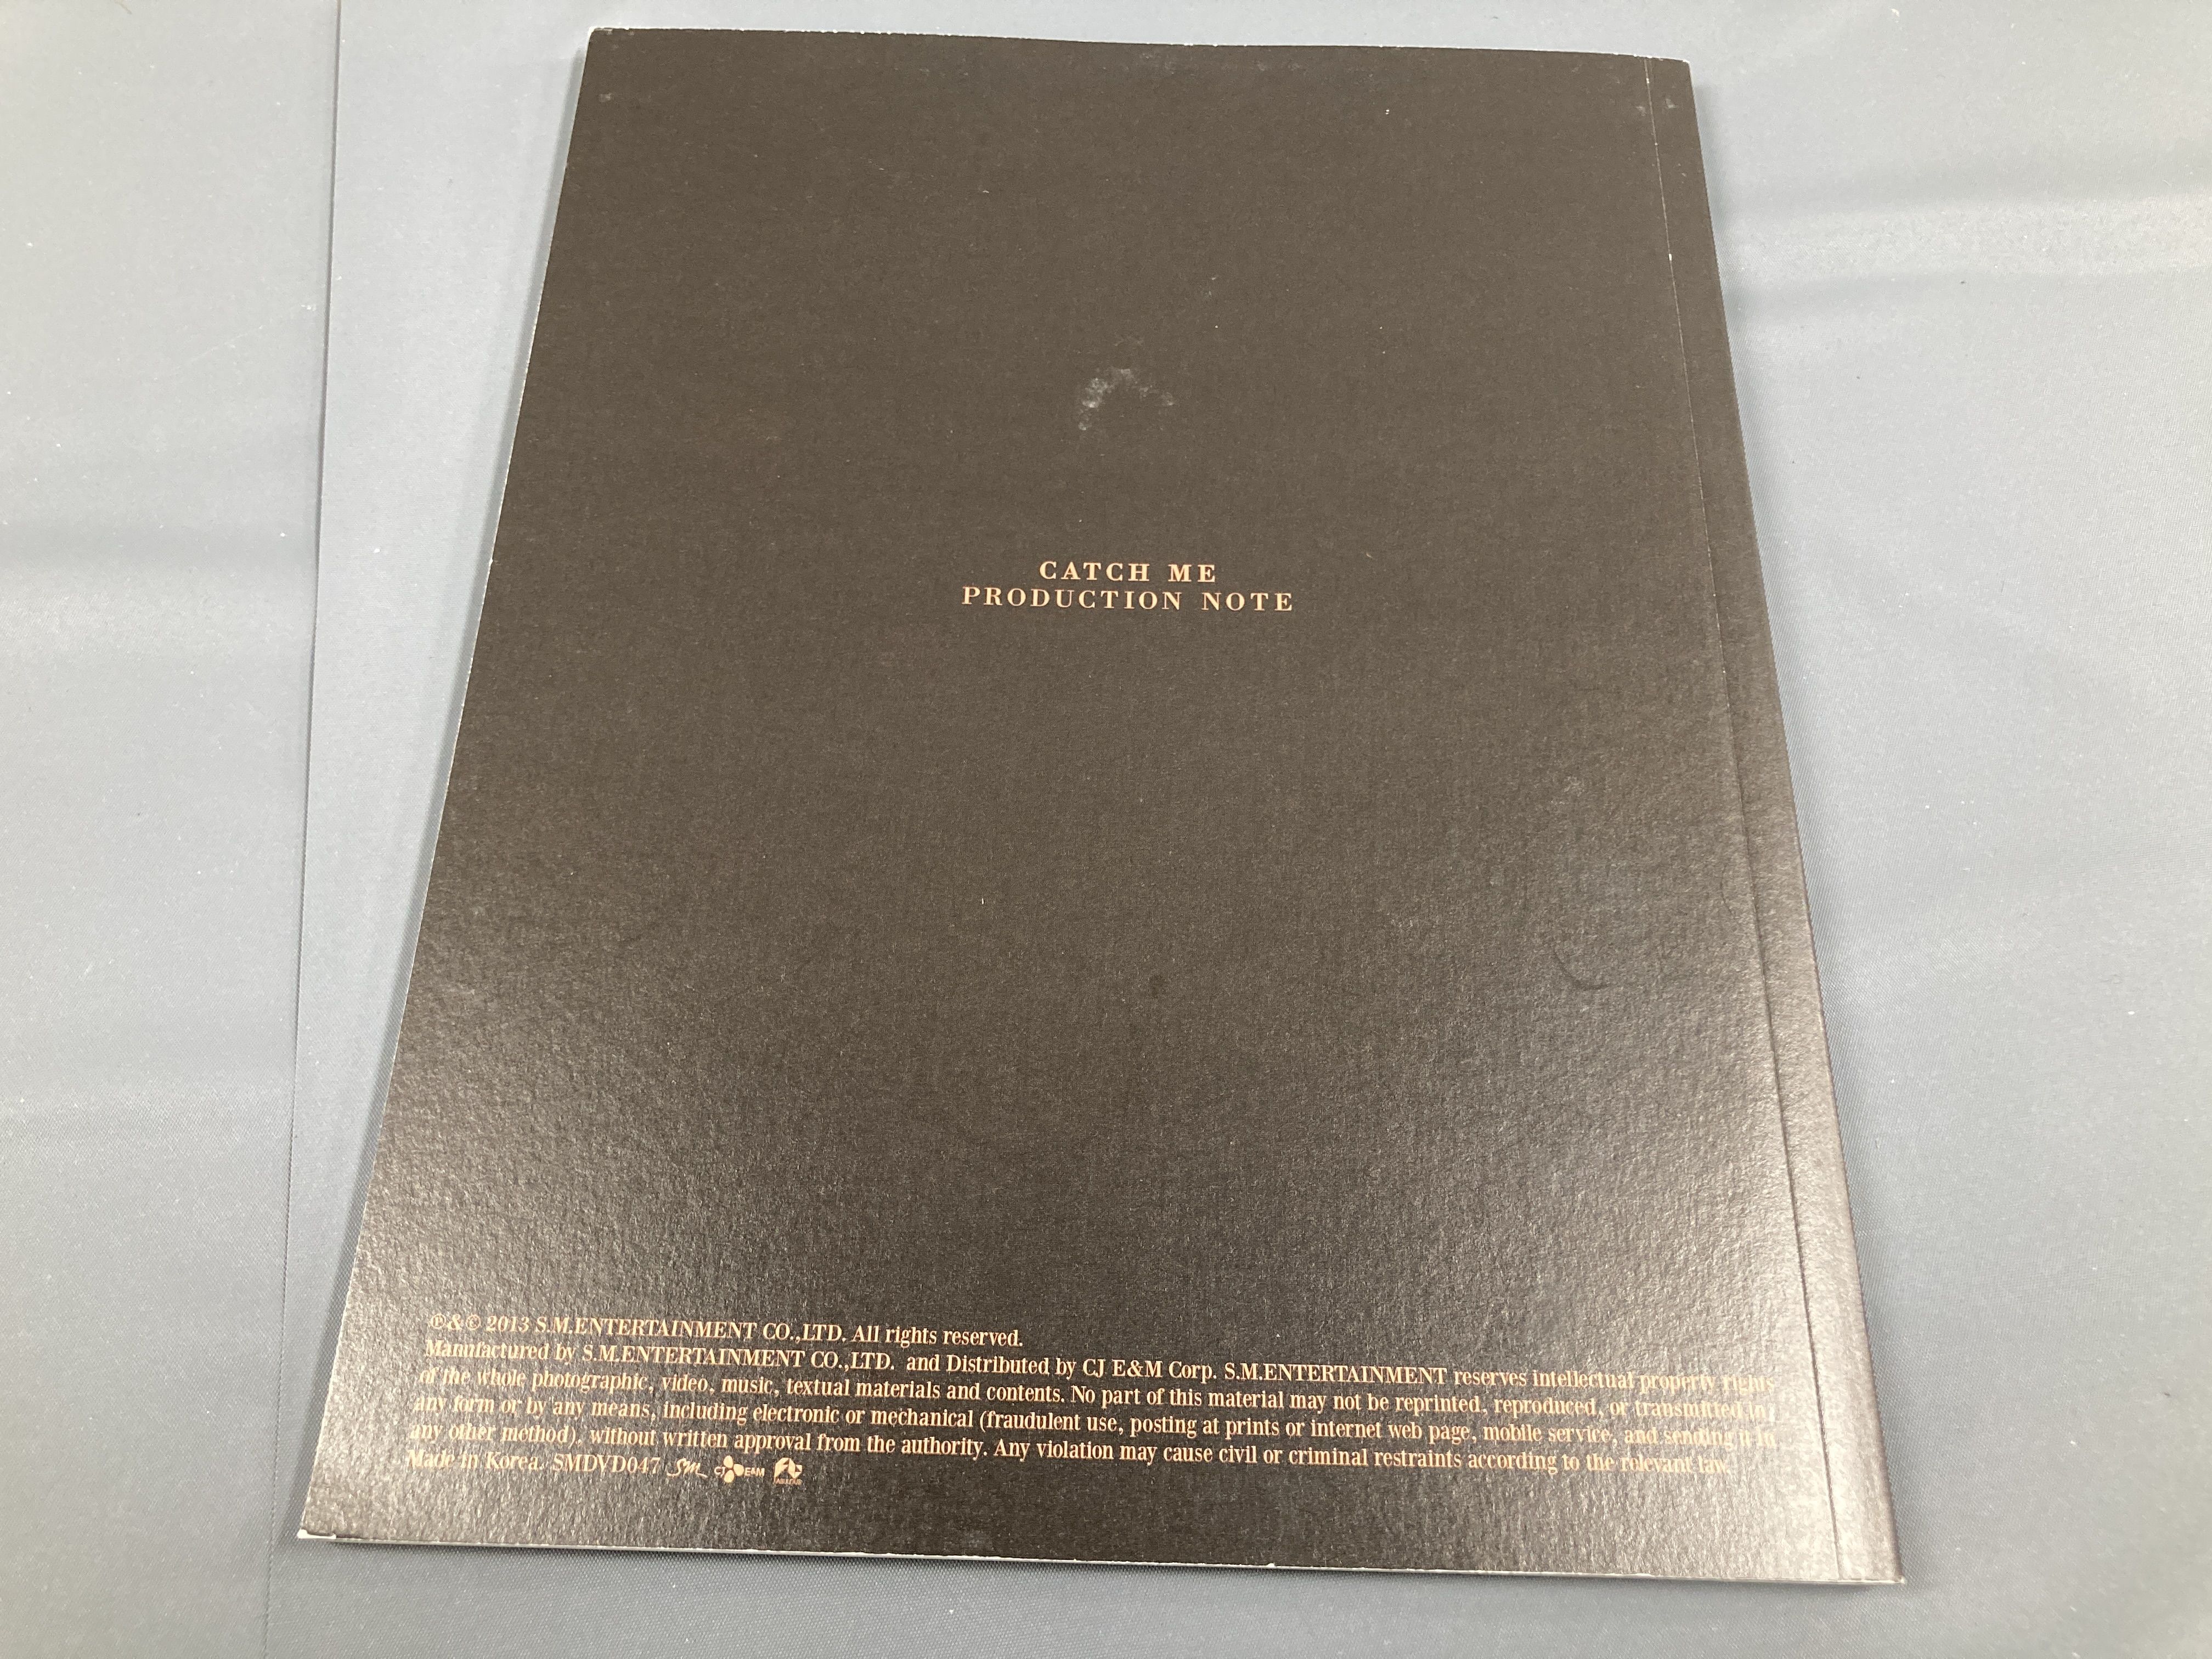 CATCH ME
PRODUCTION NOTE
℗&© 2013 S.M.ENTERTAINMENT CO.,LTD. All rights reserved.
Manufactured by S.M.ENTERTAINMENT CO.,LTD. and Distributed by CJ E&M Corp. S.M.ENTERTAINMENT reserves intellectual property rights
of the whole photographic, video, music, textual materials and contents. No part of this material may not be reprinted, reproduced, or transmitted in
any form or by any means, including electronic or mechanical (fraudulent use, posting at prints or internet web page, mobile service, and sending it in
any other method), without written approval from the authority. Any violation may cause civil or criminal restraints according to the relevant law.
Made in Korea. SMDVD047 SM CJ E&M